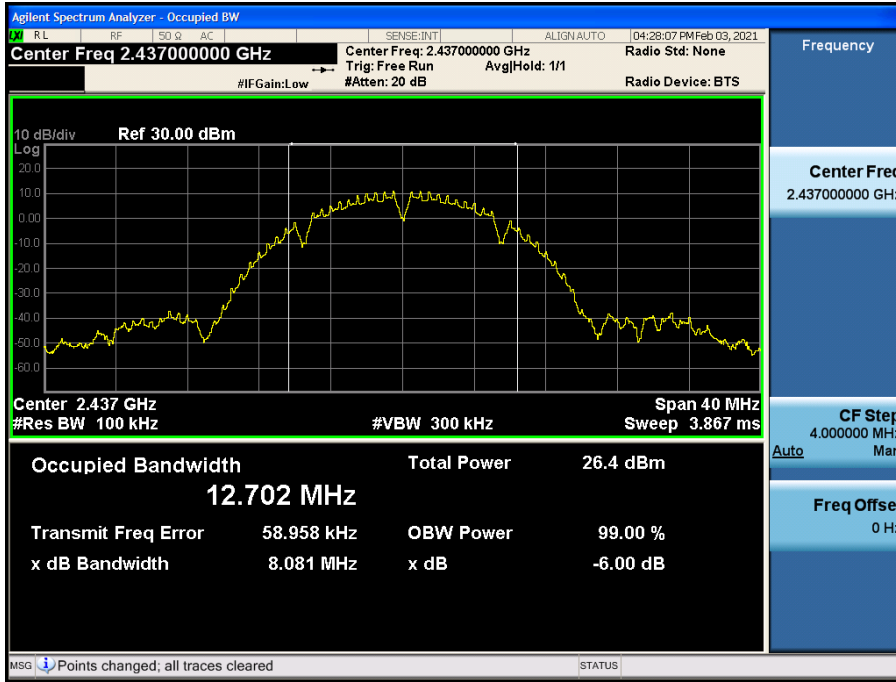 Agilent Spectrum Analyzer - Occupied BW
LXI RL RF 50 Ω AC SENSE:INT ALIGN AUTO 04:28:07 PM Feb 03, 2021
Center Freq 2.437000000 GHz
Center Freq: 2.437000000 GHz Radio Std: None
Trig: Free Run Avg|Hold: 1/1
#IFGain:Low #Atten: 20 dB Radio Device: BTS
10 dB/div Ref 30.00 dBm
Log
20.0
10.0
0.00
-10.0
-20.0
-30.0
-40.0
-50.0
-60.0
Center 2.437 GHz Span 40 MHz
#Res BW 100 kHz #VBW 300 kHz Sweep 3.867 ms
Occupied Bandwidth Total Power 26.4 dBm
12.702 MHz
Transmit Freq Error 58.958 kHz OBW Power 99.00 %
x dB Bandwidth 8.081 MHz x dB -6.00 dB
Frequency
Center Freq
2.437000000 GHz
CF Step
4.000000 MHz
Auto Man
Freq Offset
0 Hz
MSG Points changed; all traces cleared STATUS